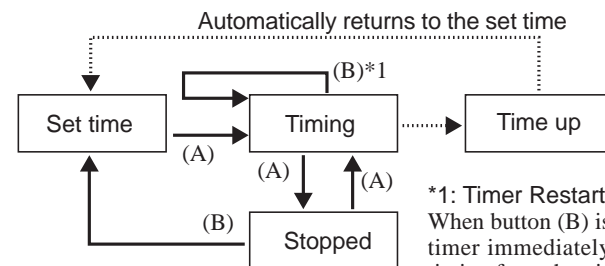 Automatically returns to the set time
(B)*1
Set time
Timing
Time up
(A)
(A)
(A)
(B)
Stopped
*1: Timer Restart
When button (B) is
timer immediately